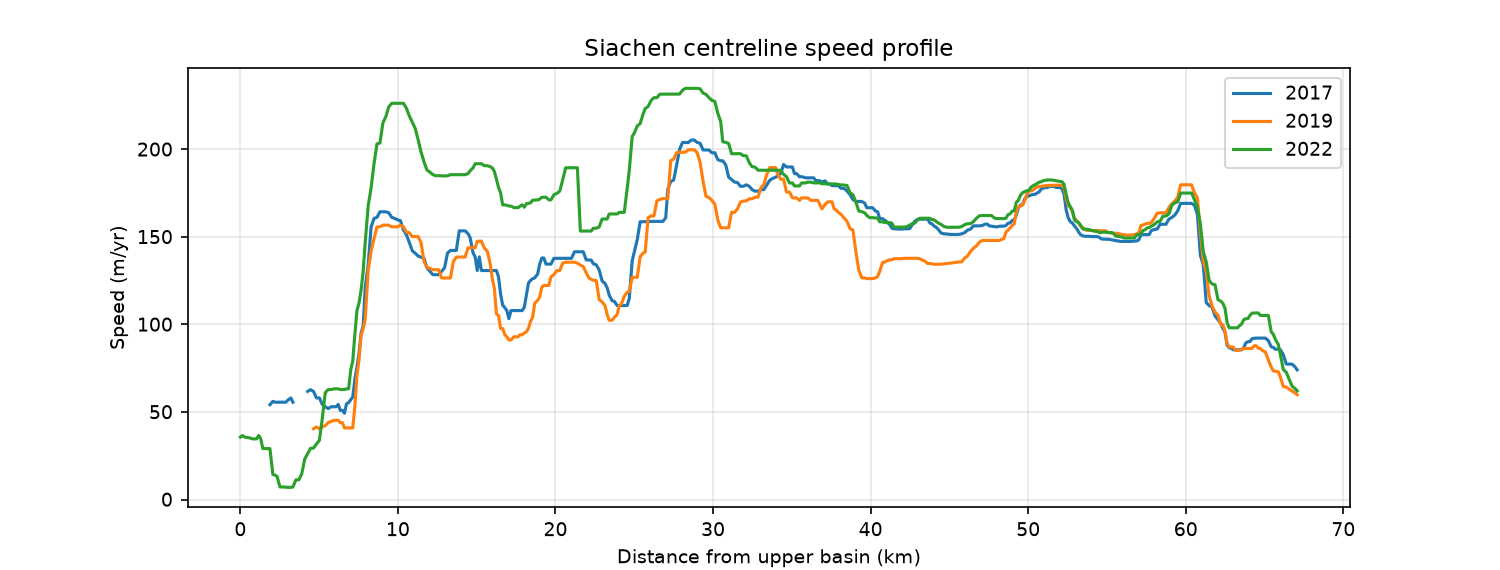 Siachen centreline speed profile
2017
2019
2022
Speed (m/yr)
200
150
100
50
0
0 10 20 30 40 50 60 70
Distance from upper basin (km)